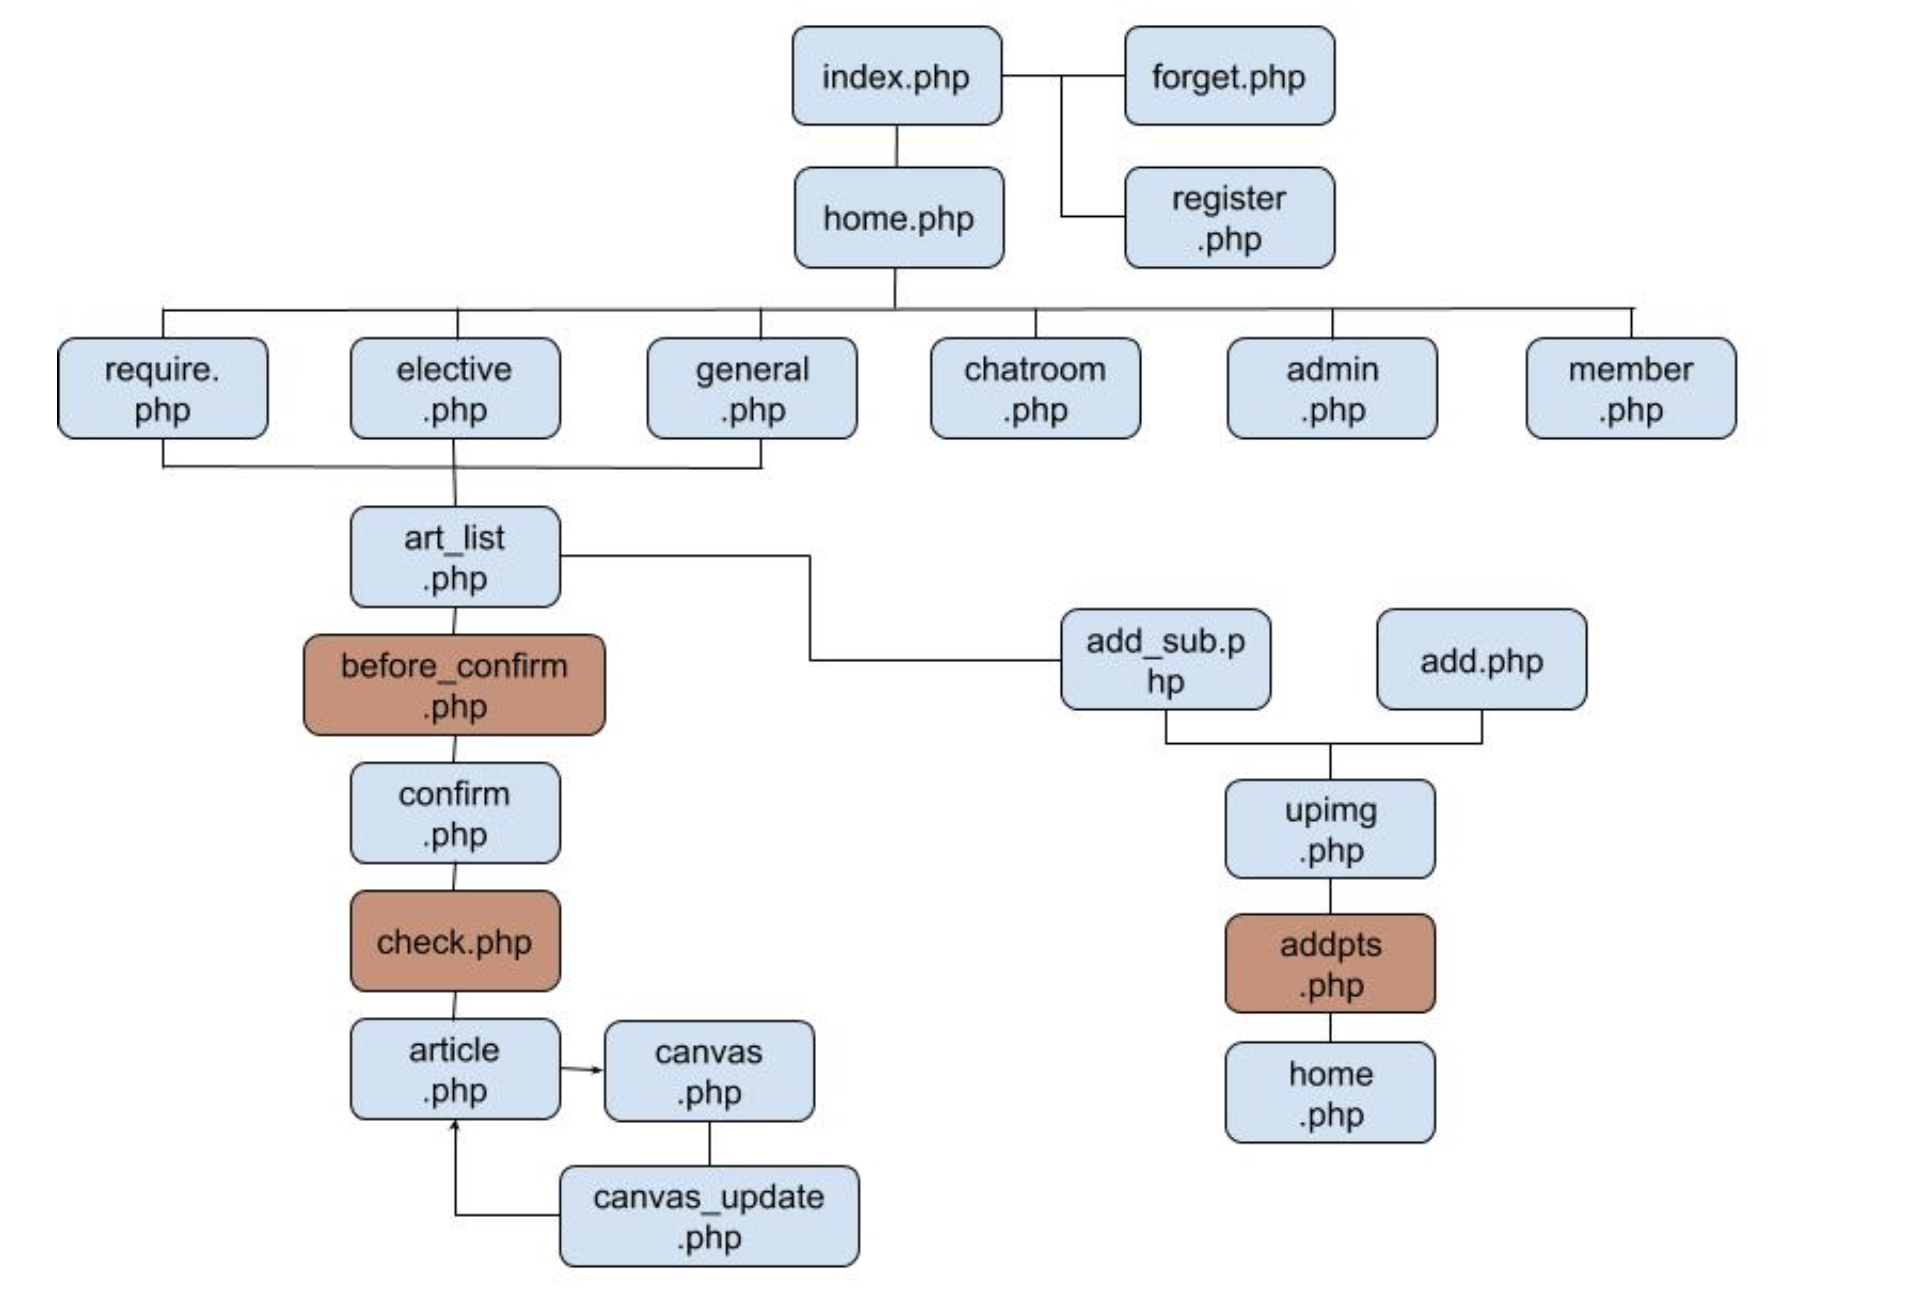 index.php
forget.php
home.php
register
.php
require.
php
elective
.php
general
.php
chatroom
.php
admin
.php
member
.php
art_list
.php
before_confirm
.php
add_sub.p
hp
add.php
confirm
.php
upimg
.php
check.php
addpts
.php
article
.php
canvas
.php
home
.php
canvas_update
.php